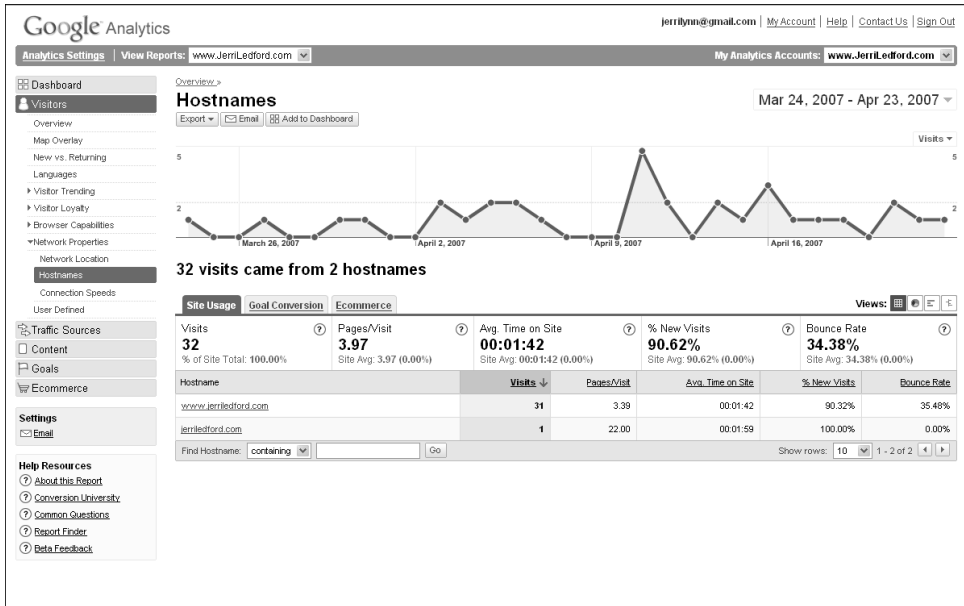 Google Analytics
jerrilynn@gmail.com | My Account | Help | Contact Us | Sign Out
Analytics Settings | View Reports: www.JerriLedford.com
My Analytics Accounts: www.JerriLedford.com
Dashboard
Visitors
Overview
Map Overlay
New vs. Returning
Languages
Visitor Trending
Visitor Loyalty
Browser Capabilities
Network Properties
Network Location
Hostnames
Connection Speeds
User Defined
Traffic Sources
Content
Goals
Ecommerce
Settings
Email
Help Resources
About this Report
Conversion University
Common Questions
Report Finder
Beta Feedback
Overview »
Hostnames
Mar 24, 2007 - Apr 23, 2007
Export Email Add to Dashboard
Visits
5 5
2 2
March 26, 2007 April 2, 2007 April 9, 2007 April 16, 2007
32 visits came from 2 hostnames
Site Usage Goal Conversion Ecommerce Views:
Visits ? Pages/Visit ? Avg. Time on Site ? % New Visits ? Bounce Rate ?
32 3.97 00:01:42 90.62% 34.38%
% of Site Total: 100.00% Site Avg: 3.97 (0.00%) Site Avg: 00:01:42 (0.00%) Site Avg: 90.62% (0.00%) Site Avg: 34.38% (0.00%)
Hostname Visits Pages/Visit Avg. Time on Site % New Visits Bounce Rate
www.jerriledford.com 31 3.39 00:01:42 90.32% 35.48%
jerriledford.com 1 22.00 00:01:59 100.00% 0.00%
Find Hostname: containing Go Show rows: 10 1 - 2 of 2